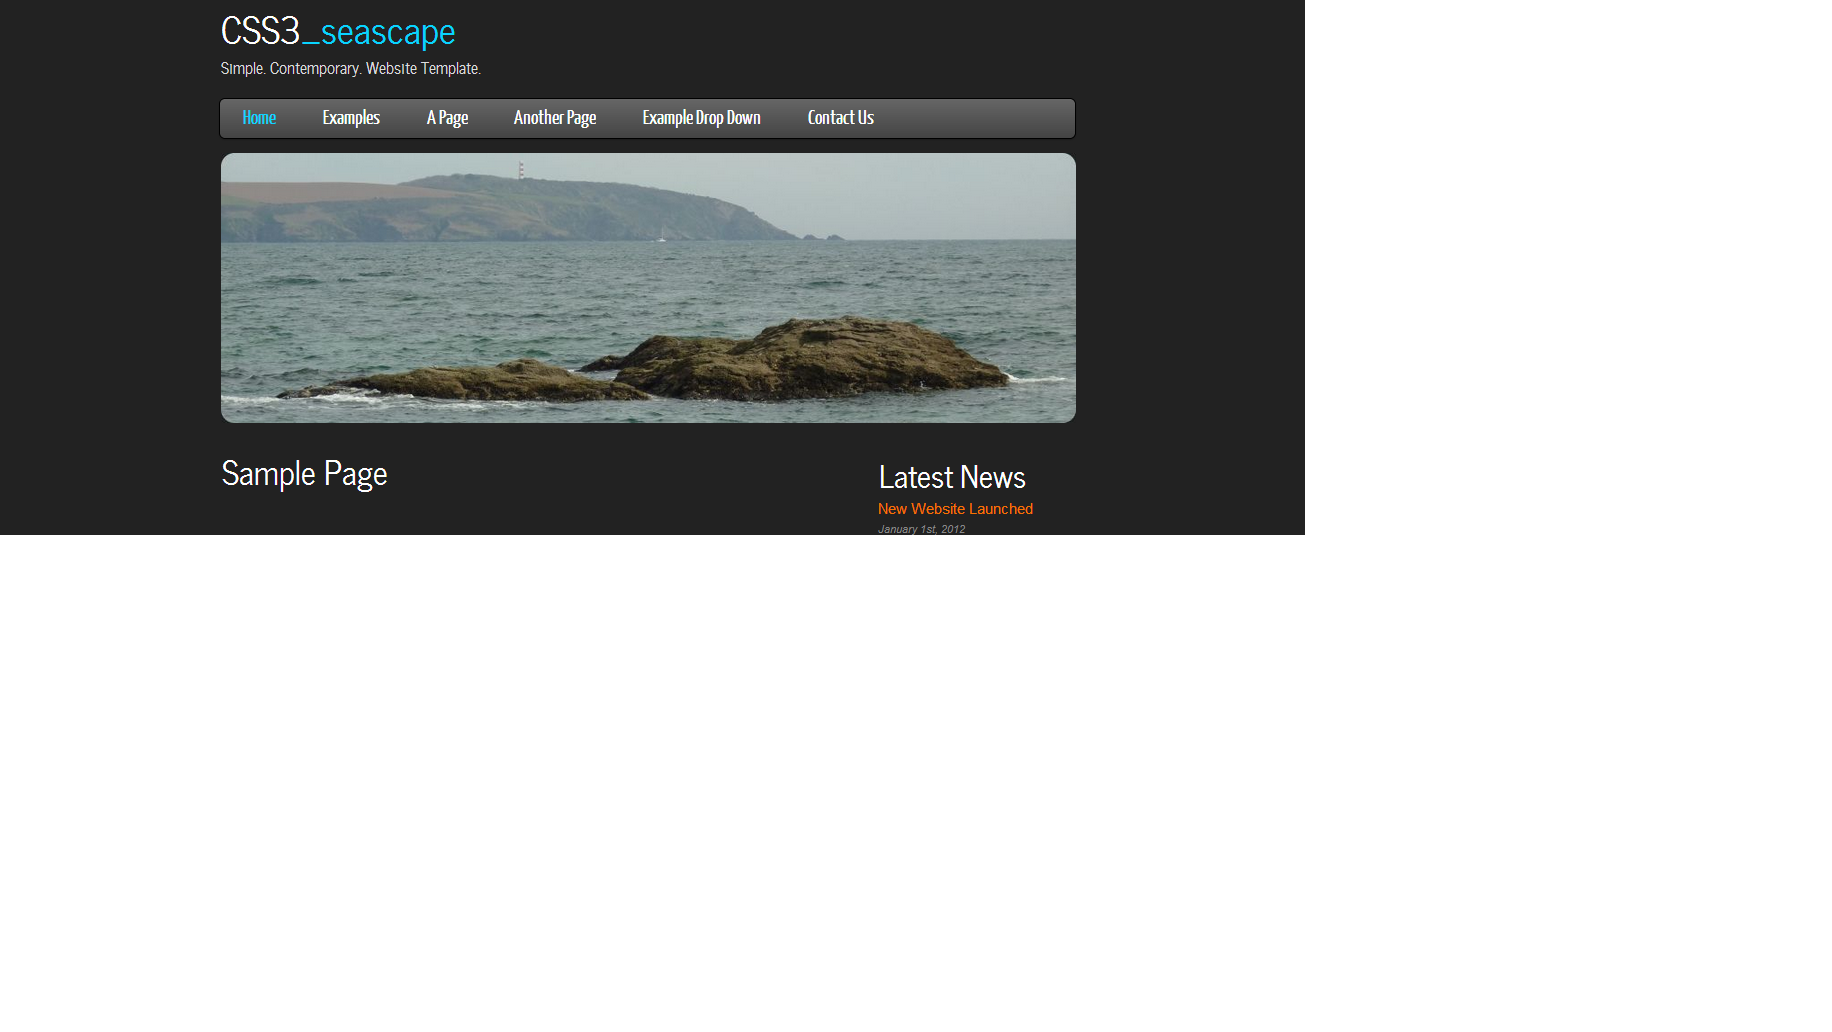 CSS3_seascape
Simple. Contemporary. Website Template.
Home Examples A Page Another Page Example Drop Down Contact Us
Sample Page
Latest News
New Website Launched
January 1st, 2012